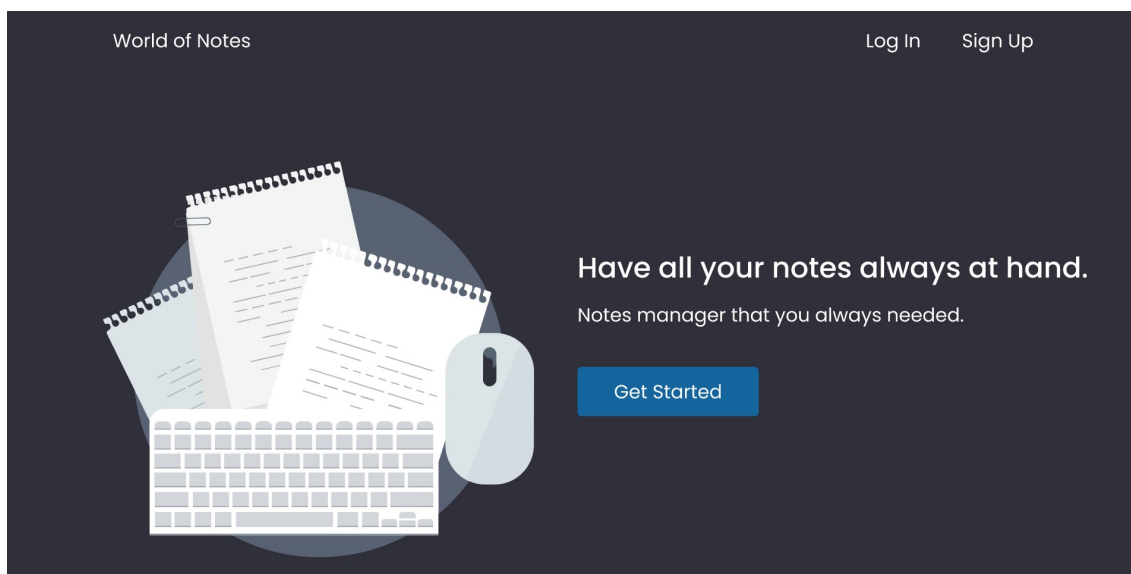 World of Notes
Log In
Sign Up
Have all your notes always at hand.
Notes manager that you always needed.
Get Started